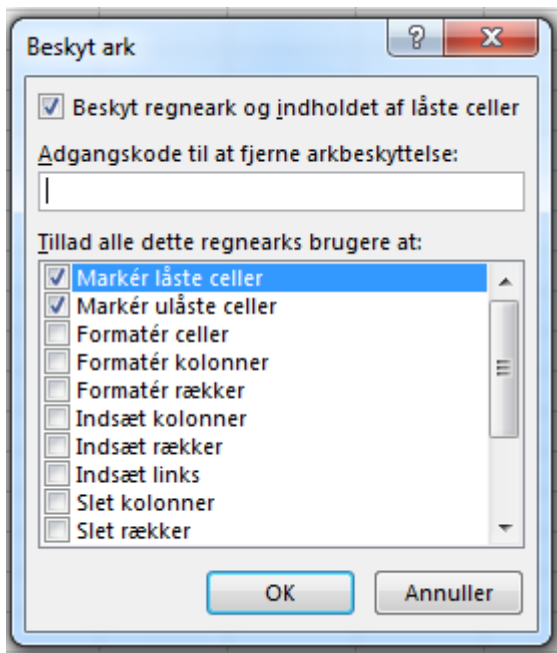 Beskyt ark
Beskyt regneark og indholdet af låste celler
Adgangskode til at fjerne arkbeskyttelse:
Tillad alle dette regnearks brugere at:
Markér låste celler
Markér ulåste celler
Formatér celler
Formatér kolonner
Formatér rækker
Indsæt kolonner
Indsæt rækker
Indsæt links
Slet kolonner
Slet rækker
OK Annuller